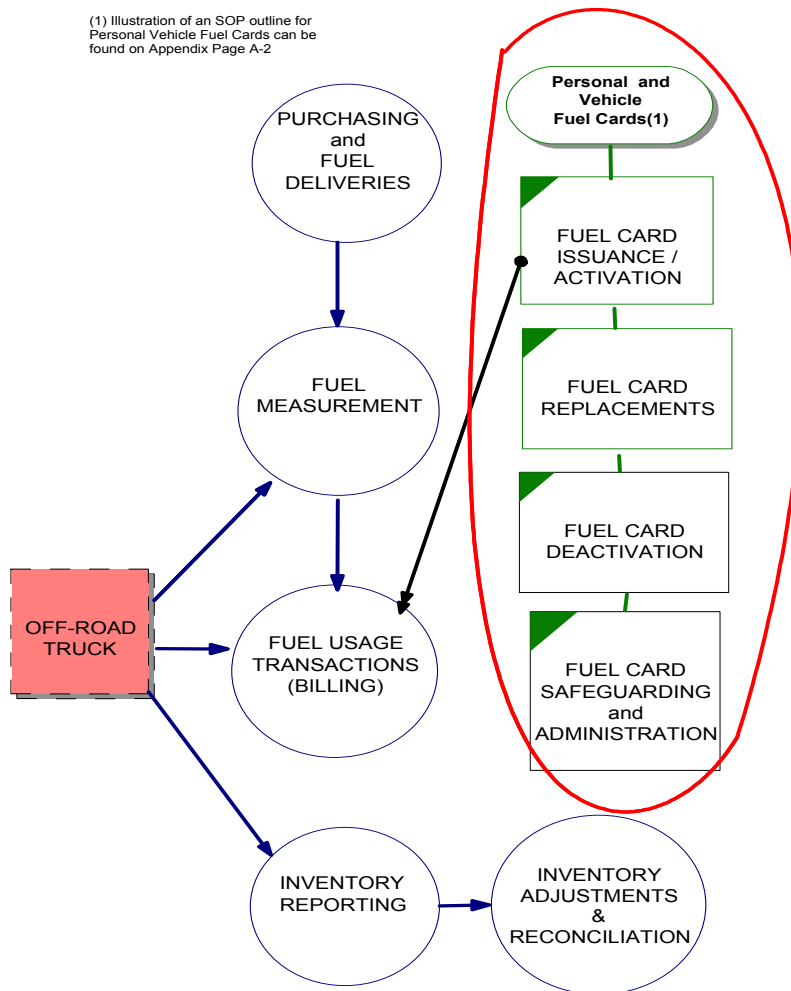 (1) Illustration of an SOP outline for
Personal Vehicle Fuel Cards can be
found on Appendix Page A-2
PURCHASING
and
FUEL
DELIVERIES
Personal and
Vehicle
Fuel Cards(1)
FUEL CARD
ISSUANCE /
ACTIVATION
FUEL
MEASUREMENT
FUEL CARD
REPLACEMENTS
FUEL CARD
DEACTIVATION
OFF-ROAD
TRUCK
FUEL USAGE
TRANSACTIONS
(BILLING)
FUEL CARD
SAFEGUARDING
and
ADMINISTRATION
INVENTORY
REPORTING
INVENTORY
ADJUSTMENTS
&
RECONCILIATION